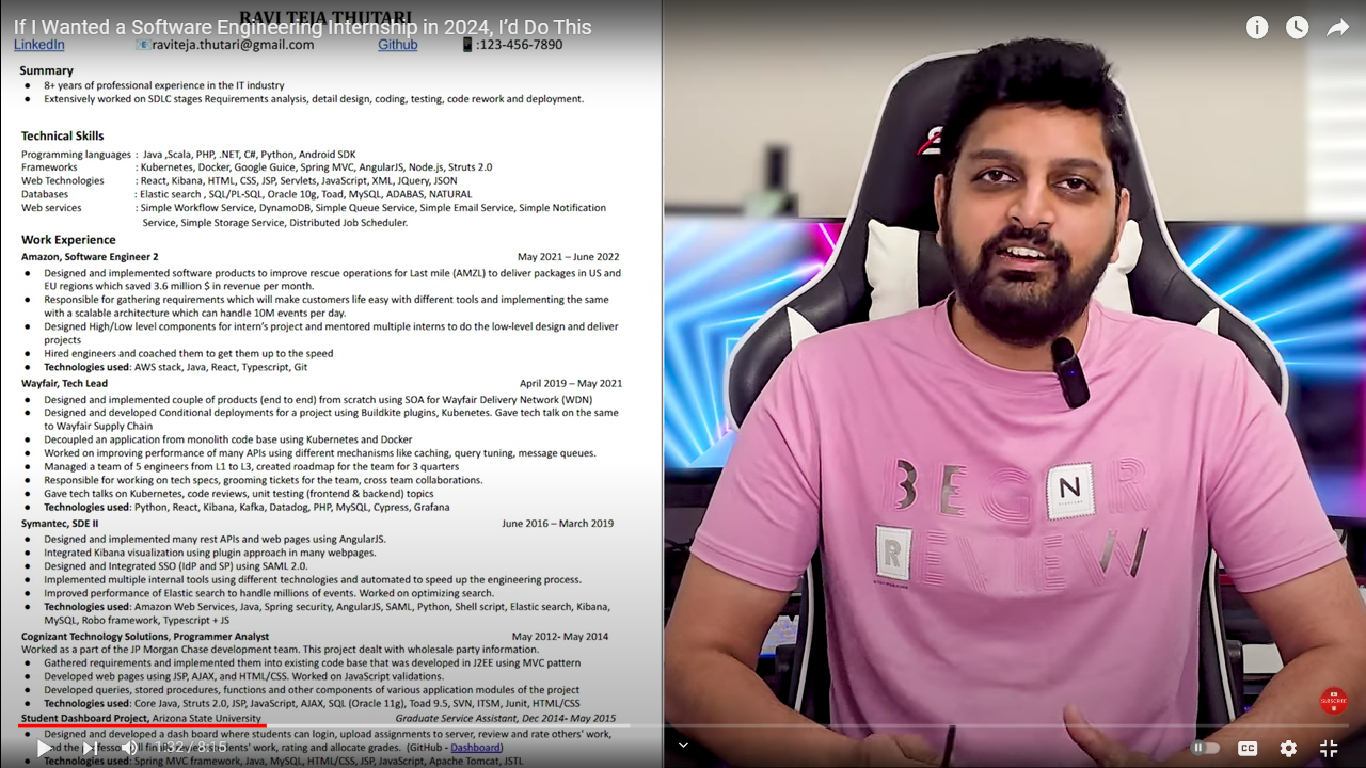 RAVI TEJA THUTARI
If I Wanted a Software Engineering Internship in 2024, I'd Do This
LinkedIn raviteja.thutari@gmail.com Github :123-456-7890
Summary
• 8+ years of professional experience in the IT industry
• Extensively worked on SDLC stages Requirements analysis, detail design, coding, testing, code rework and deployment.
Technical Skills
Programming languages : Java ,Scala, PHP, .NET, C#, Python, Android SDK
Frameworks : Kubernetes, Docker, Google Guice, Spring MVC, AngularJS, Node.js, Struts 2.0
Web Technologies : React, Kibana, HTML, CSS, JSP, Servlets, JavaScript, XML, JQuery, JSON
Databases : Elastic search , SQL/PL-SQL, Oracle 10g, Toad, MySQL, ADABAS, NATURAL
Web services : Simple Workflow Service, DynamoDB, Simple Queue Service, Simple Email Service, Simple Notification
Service, Simple Storage Service, Distributed Job Scheduler.
Work Experience
Amazon, Software Engineer 2 May 2021 – June 2022
• Designed and implemented software products to improve rescue operations for Last mile (AMZL) to deliver packages in US and
EU regions which saved 3.6 million $ in revenue per month.
• Responsible for gathering requirements which will make customers life easy with different tools and implementing the same
with a scalable architecture which can handle 10M events per day.
• Designed High/Low level components for intern's project and mentored multiple interns to do the low-level design and deliver
projects
• Hired engineers and coached them to get them up to the speed
• Technologies used: AWS stack, Java, React, Typescript, Git
Wayfair, Tech Lead April 2019 – May 2021
• Designed and implemented couple of products (end to end) from scratch using SOA for Wayfair Delivery Network (WDN)
• Designed and developed Conditional deployments for a project using Buildkite plugins, Kubenetes. Gave tech talk on the same
to Wayfair Supply Chain
• Decoupled an application from monolith code base using Kubernetes and Docker
• Worked on improving performance of many APIs using different mechanisms like caching, query tuning, message queues.
• Managed a team of 5 engineers from L1 to L3, created roadmap for the team for 3 quarters
• Responsible for working on tech specs, grooming tickets for the team, cross team collaborations.
• Gave tech talks on Kubernetes, code reviews, unit testing (frontend & backend) topics
• Technologies used: Python, React, Kibana, Kafka, Datadog, PHP, MySQL, Cypress, Grafana
Symantec, SDE II June 2016 – March 2019
• Designed and implemented many rest APIs and web pages using AngularJS.
• Integrated Kibana visualization using plugin approach in many webpages.
• Designed and Integrated SSO (IdP and SP) using SAML 2.0.
• Implemented multiple internal tools using different technologies and automated to speed up the engineering process.
• Improved performance of Elastic search to handle millions of events. Worked on optimizing search.
• Technologies used: Amazon Web Services, Java, Spring security, AngularJS, SAML, Python, Shell script, Elastic search, Kibana,
MySQL, Robo framework, Typescript + JS
Cognizant Technology Solutions, Programmer Analyst May 2012- May 2014
Worked as a part of the JP Morgan Chase development team. This project dealt with wholesale party information.
• Gathered requirements and implemented them into existing code base that was developed in J2EE using MVC pattern
• Developed web pages using JSP, AJAX, and HTML/CSS. Worked on JavaScript validations.
• Developed queries, stored procedures, functions and other components of various application modules of the project
• Technologies used: Core Java, Struts 2.0, JSP, JavaScript, AJAX, SQL (Oracle 11g), Toad 9.5, SVN, ITSM, Junit, HTML/CSS
Student Dashboard Project, Arizona State University Graduate Service Assistant, Dec 2014- May 2015
• Designed and developed a dash board where students can login, upload assignments to server, review and rate others' work,
work, rating and allocate grades. (GitHub - Dashboard)
• Technologies used: Spring MVC framework, Java, MySQL, HTML/CSS, JSP, JavaScript, Apache Tomcat, JSTL
1:32 / 8:15
BEG N R
REVIEW
SUBSCRIBE
CC